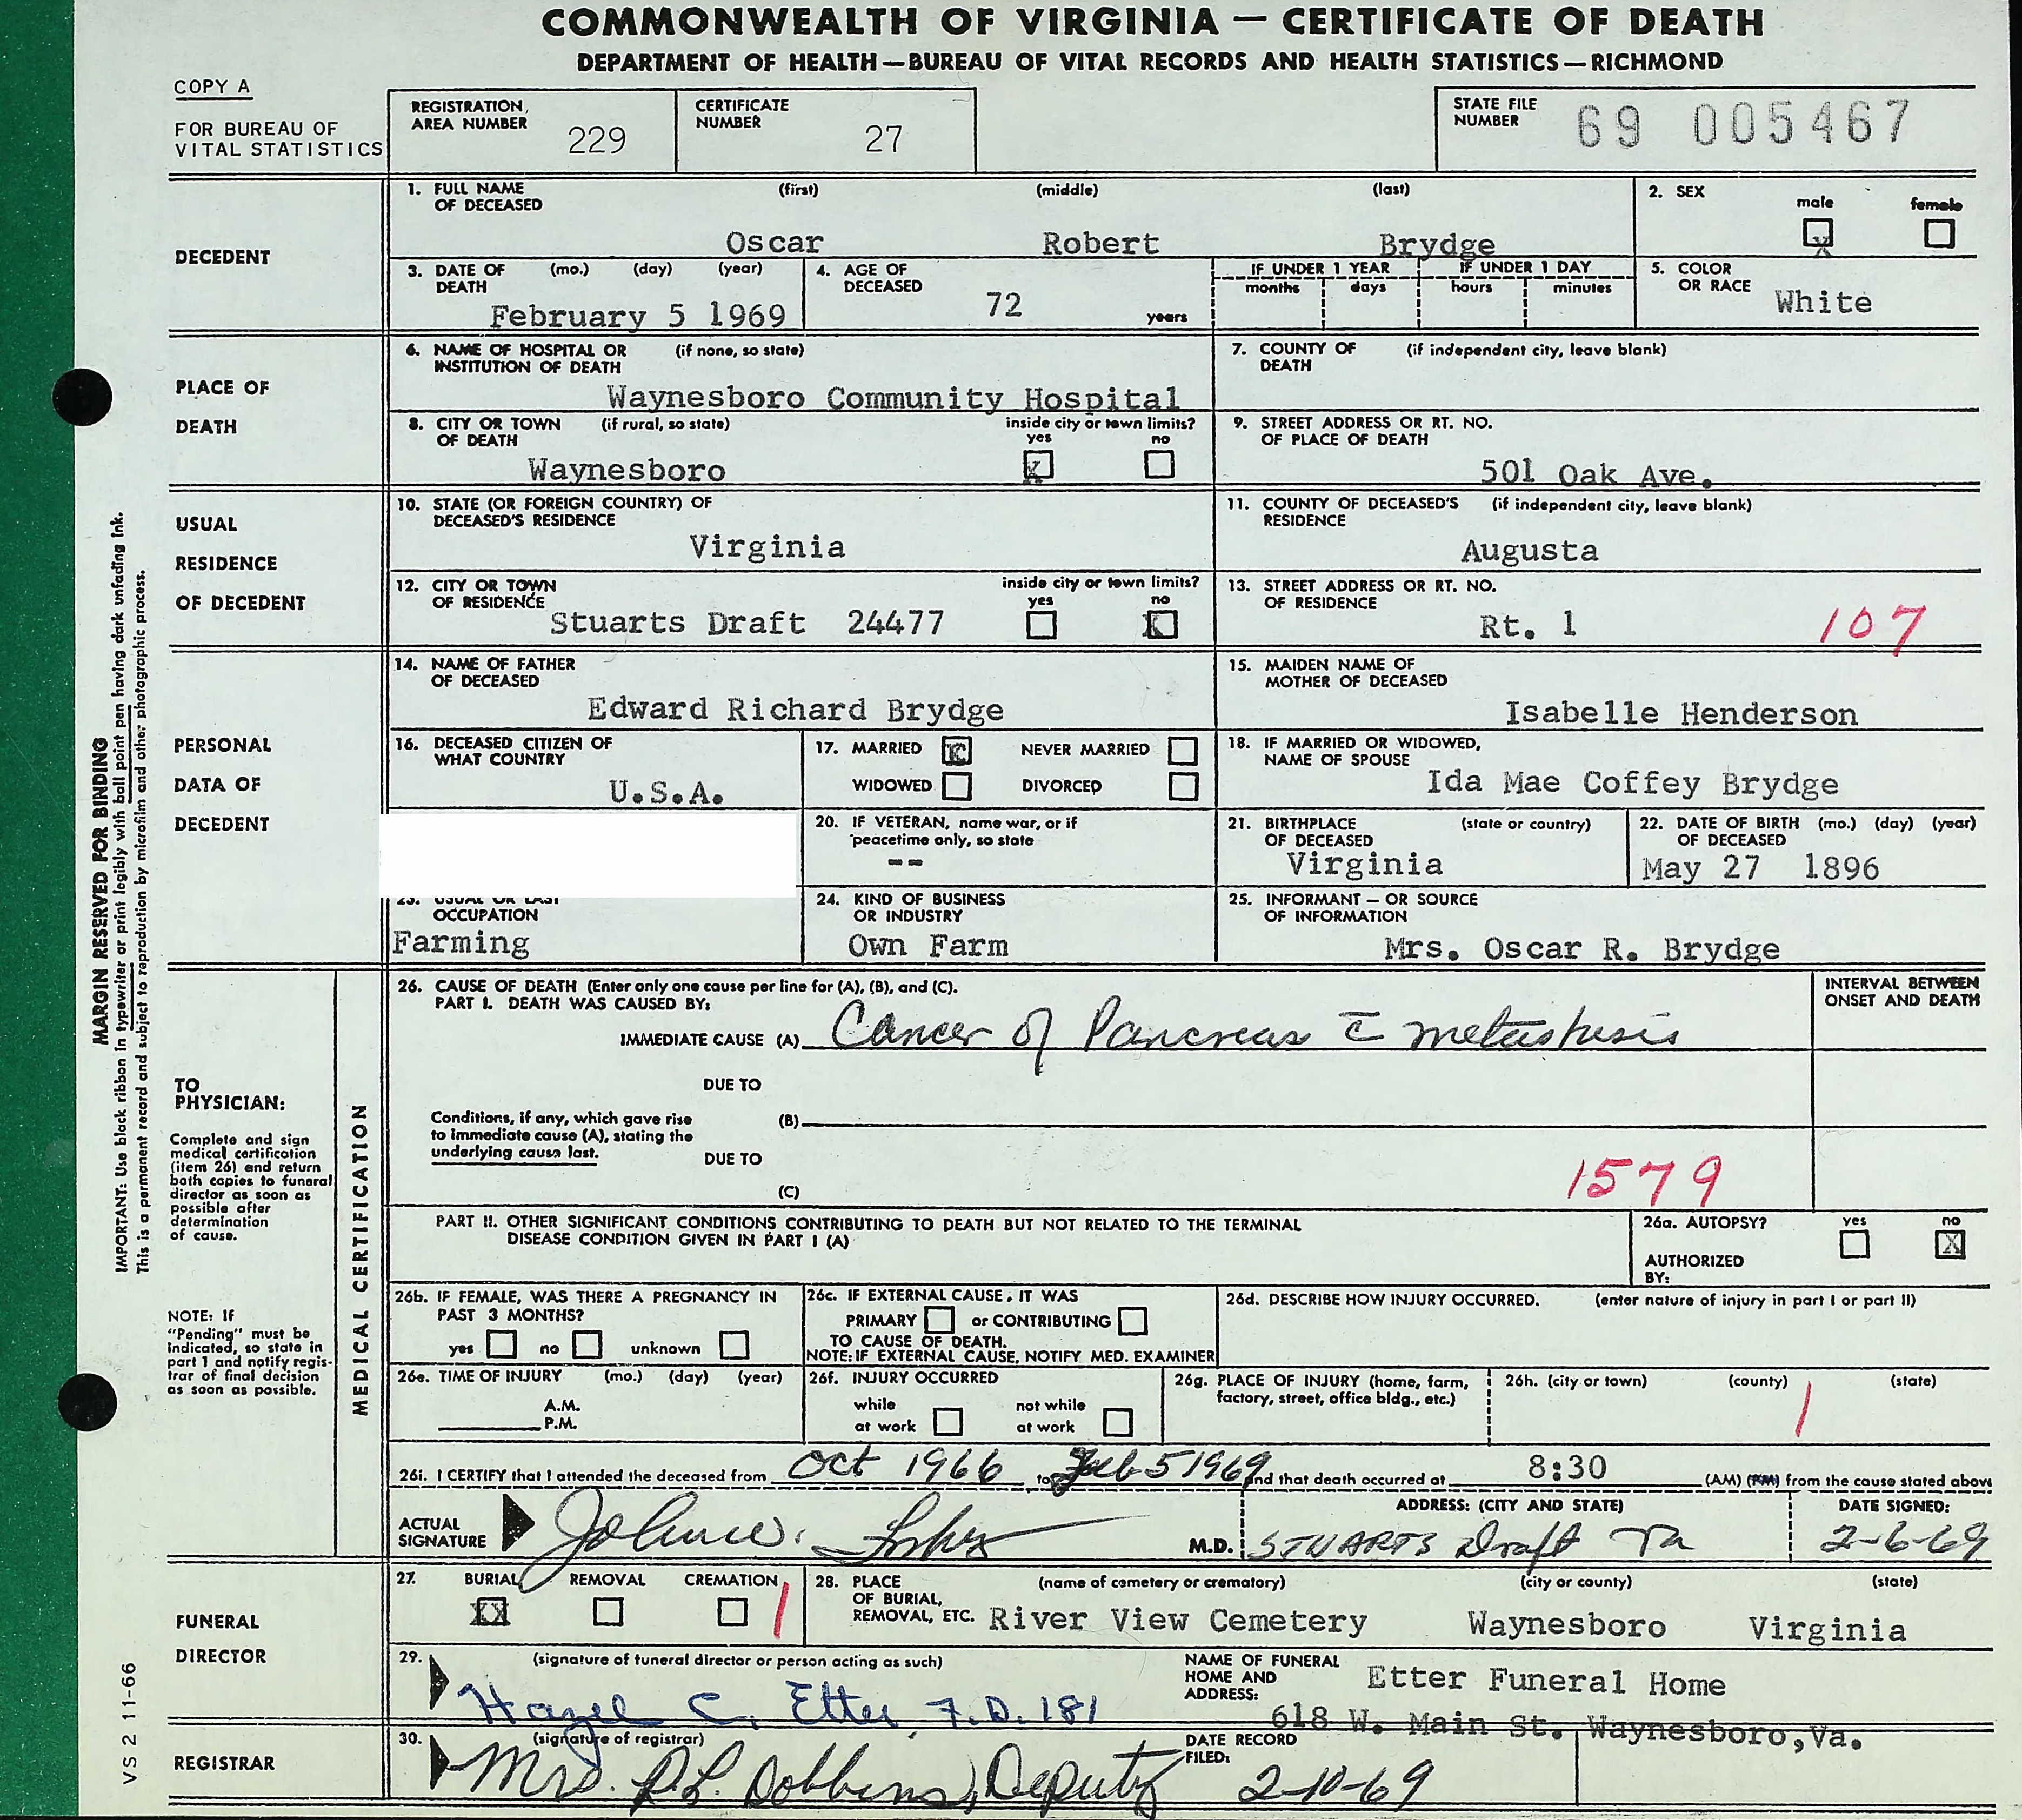 COMMONWEALTH OF VIRGINIA — CERTIFICATE OF DEATH
DEPARTMENT OF HEALTH—BUREAU OF VITAL RECORDS AND HEALTH STATISTICS—RICHMOND
COPY A
FOR BUREAU OF
VITAL STATISTICS
REGISTRATION
AREA NUMBER 229
CERTIFICATE
NUMBER 27
STATE FILE
NUMBER 69 005467
DECEDENT
1. FULL NAME (first) (middle) (last)
OF DECEASED
Oscar Robert Brydge
2. SEX male female
X
3. DATE OF (mo.) (day) (year)
DEATH
February 5 1969
4. AGE OF
DECEASED 72 years
IF UNDER 1 YEAR IF UNDER 1 DAY
months days hours minutes
5. COLOR
OR RACE White
PLACE OF
DEATH
6. NAME OF HOSPITAL OR (if none, so state)
INSTITUTION OF DEATH
Waynesboro Community Hospital
7. COUNTY OF (if independent city, leave blank)
DEATH
8. CITY OR TOWN (if rural, so state) inside city or town limits?
OF DEATH yes no
Waynesboro X
9. STREET ADDRESS OR RT. NO.
OF PLACE OF DEATH
501 Oak Ave.
USUAL
RESIDENCE
OF DECEDENT
10. STATE (OR FOREIGN COUNTRY) OF
DECEASED'S RESIDENCE
Virginia
11. COUNTY OF DECEASED'S (if independent city, leave blank)
RESIDENCE
Augusta
12. CITY OR TOWN inside city or town limits?
OF RESIDENCE yes no
Stuarts Draft 24477 X
13. STREET ADDRESS OR RT. NO.
OF RESIDENCE
Rt. 1 107
PERSONAL
DATA OF
DECEDENT
14. NAME OF FATHER
OF DECEASED
Edward Richard Brydge
15. MAIDEN NAME OF
MOTHER OF DECEASED
Isabelle Henderson
16. DECEASED CITIZEN OF
WHAT COUNTRY
U.S.A.
17. MARRIED X NEVER MARRIED
WIDOWED DIVORCED
18. IF MARRIED OR WIDOWED,
NAME OF SPOUSE
Ida Mae Coffey Brydge
20. IF VETERAN, name war, or if
peacetime only, so state
--
21. BIRTHPLACE (state or country)
OF DECEASED
Virginia
22. DATE OF BIRTH (mo.) (day) (year)
OF DECEASED
May 27 1896
23. USUAL OR LAST
OCCUPATION
Farming
24. KIND OF BUSINESS
OR INDUSTRY
Own Farm
25. INFORMANT — OR SOURCE
OF INFORMATION
Mrs. Oscar R. Brydge
MARGIN RESERVED FOR BINDING
IMPORTANT: Use black ribbon in typewriter or print legibly with ball point pen having dark unfading ink.
This is a permanent record and subject to reproduction by microfilm and other photographic process.
TO
PHYSICIAN:
Complete and sign
medical certification
(item 26) and return
both copies to funeral
director as soon as
possible after
determination
of cause.
NOTE: If
"Pending" must be
indicated, so state in
part 1 and notify regis-
trar of final decision
as soon as possible.
MEDICAL CERTIFICATION
26. CAUSE OF DEATH (Enter only one cause per line for (A), (B), and (C).
PART I. DEATH WAS CAUSED BY:
INTERVAL BETWEEN
ONSET AND DEATH
IMMEDIATE CAUSE (A) Cancer of Pancreas c̄ metastasis
DUE TO
Conditions, if any, which gave rise
to immediate cause (A), stating the
underlying cause last.
(B)
DUE TO
(C)
1579
PART II. OTHER SIGNIFICANT CONDITIONS CONTRIBUTING TO DEATH BUT NOT RELATED TO THE TERMINAL
DISEASE CONDITION GIVEN IN PART I (A)
26a. AUTOPSY? yes no
X
AUTHORIZED
BY:
26b. IF FEMALE, WAS THERE A PREGNANCY IN
PAST 3 MONTHS?
yes no unknown
26c. IF EXTERNAL CAUSE, IT WAS
PRIMARY or CONTRIBUTING
TO CAUSE OF DEATH.
NOTE: IF EXTERNAL CAUSE, NOTIFY MED. EXAMINER
26d. DESCRIBE HOW INJURY OCCURRED. (enter nature of injury in part I or part II)
26e. TIME OF INJURY (mo.) (day) (year)
A.M.
P.M.
26f. INJURY OCCURRED
while not while
at work at work
26g. PLACE OF INJURY (home, farm,
factory, street, office bldg., etc.)
26h. (city or town) (county) (state)
1
26i. I CERTIFY that I attended the deceased from Oct 1966 to Feb 5 1969 and that death occurred at 8:30 (AM) (PM) from the cause stated above
ACTUAL
SIGNATURE John W. M.D.
ADDRESS: (CITY AND STATE)
STUARTS Draft Va
DATE SIGNED:
2-6-69
FUNERAL
DIRECTOR
27. BURIAL REMOVAL CREMATION
XX 1
28. PLACE (name of cemetery or crematory) (city or county) (state)
OF BURIAL,
REMOVAL, ETC. River View Cemetery Waynesboro Virginia
29. (signature of funeral director or person acting as such)
Hazel C. Etter F.D. 181
NAME OF FUNERAL
HOME AND
ADDRESS:
Etter Funeral Home
618 W. Main St. Waynesboro, Va.
REGISTRAR
30. (signature of registrar)
Mrs. R.L. Dobbins, Deputy
DATE RECORD
FILED:
2-10-69
VS 2 11-66